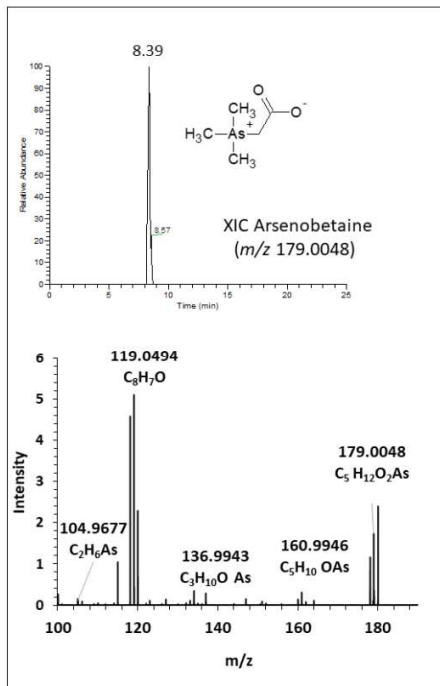 8.39
100
90
80
70
60
50
40
30
20
10
0
Relative Abundance
8.57
0 5 10 15 20 25
Time (min)
O
CH₃
H₃C As⁺ O⁻
CH₃
XIC Arsenobetaine
(m/z 179.0048)
6
5
4
3
2
1
0
Intensity
119.0494
C₈H₇O
179.0048
C₅ H₁₂O₂As
104.9677
C₂H₆As
136.9943
C₃H₁₀O As
160.9946
C₅H₁₀ OAs
100 120 140 160 180
m/z